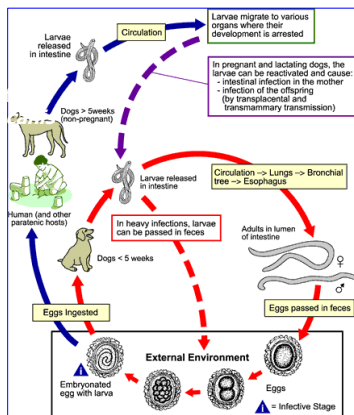 Circulation
Larvae
released
in intestine
Larvae migrate to various
organs where their
development is arrested
In pregnant and lactating dogs, the
larvae can be reactivated and cause:
- intestinal infection in the mother
- infection of the offspring
(by transplacental and
transmammary transmission)
Dogs > 5weeks
(non-pregnant)
Larvae released
in intestine
Circulation –> Lungs –> Bronchial
tree –> Esophagus
Human (and other
paratenic hosts)
In heavy infections, larvae
can be passed in feces
Adults in lumen
of intestine
♀
♂
Dogs < 5 weeks
Eggs Ingested
Eggs passed in feces
External Environment
i
Embryonated
egg with larva
Eggs
i = Infective Stage